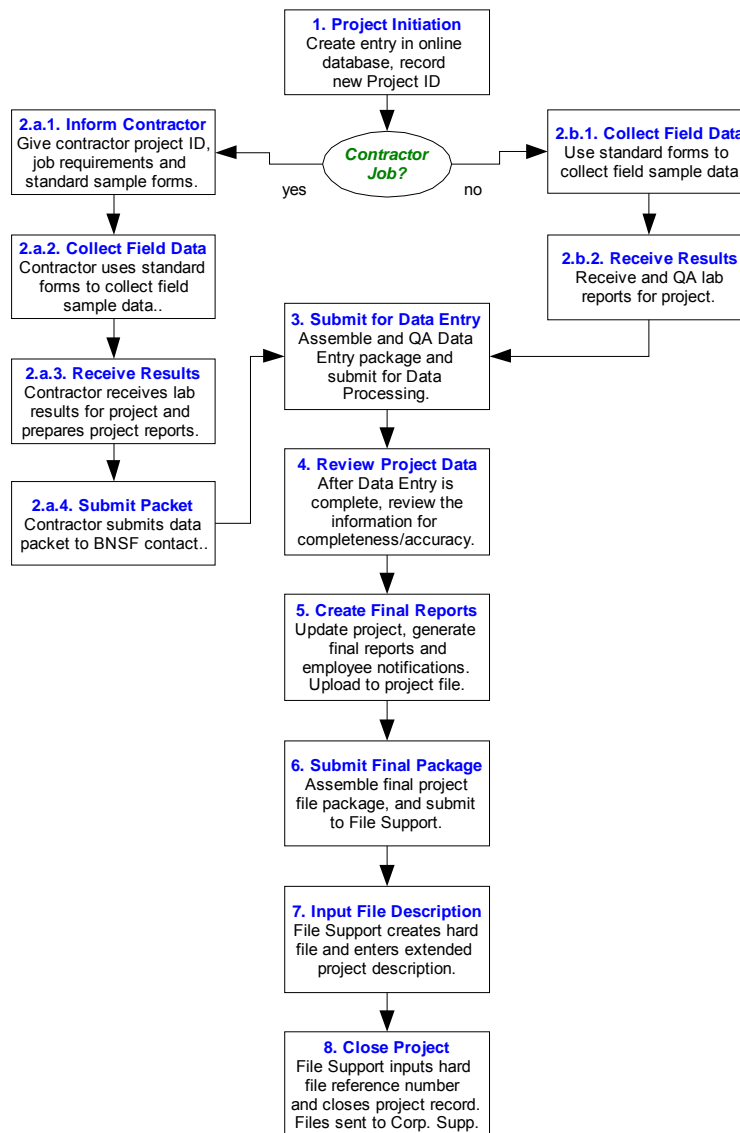 1. Project Initiation
Create entry in online
database, record
new Project ID
Contractor
Job?
yes
no
2.a.1. Inform Contractor
Give contractor project ID,
job requirements and
standard sample forms.
2.a.2. Collect Field Data
Contractor uses standard
forms to collect field
sample data..
2.a.3. Receive Results
Contractor receives lab
results for project and
prepares project reports.
2.a.4. Submit Packet
Contractor submits data
packet to BNSF contact..
2.b.1. Collect Field Data
Use standard forms to
collect field sample data
2.b.2. Receive Results
Receive and QA lab
reports for project.
3. Submit for Data Entry
Assemble and QA Data
Entry package and
submit for Data
Processing.
4. Review Project Data
After Data Entry is
complete, review the
information for
completeness/accuracy.
5. Create Final Reports
Update project, generate
final reports and
employee notifications.
Upload to project file.
6. Submit Final Package
Assemble final project
file package, and submit
to File Support.
7. Input File Description
File Support creates hard
file and enters extended
project description.
8. Close Project
File Support inputs hard
file reference number
and closes project record.
Files sent to Corp. Supp.